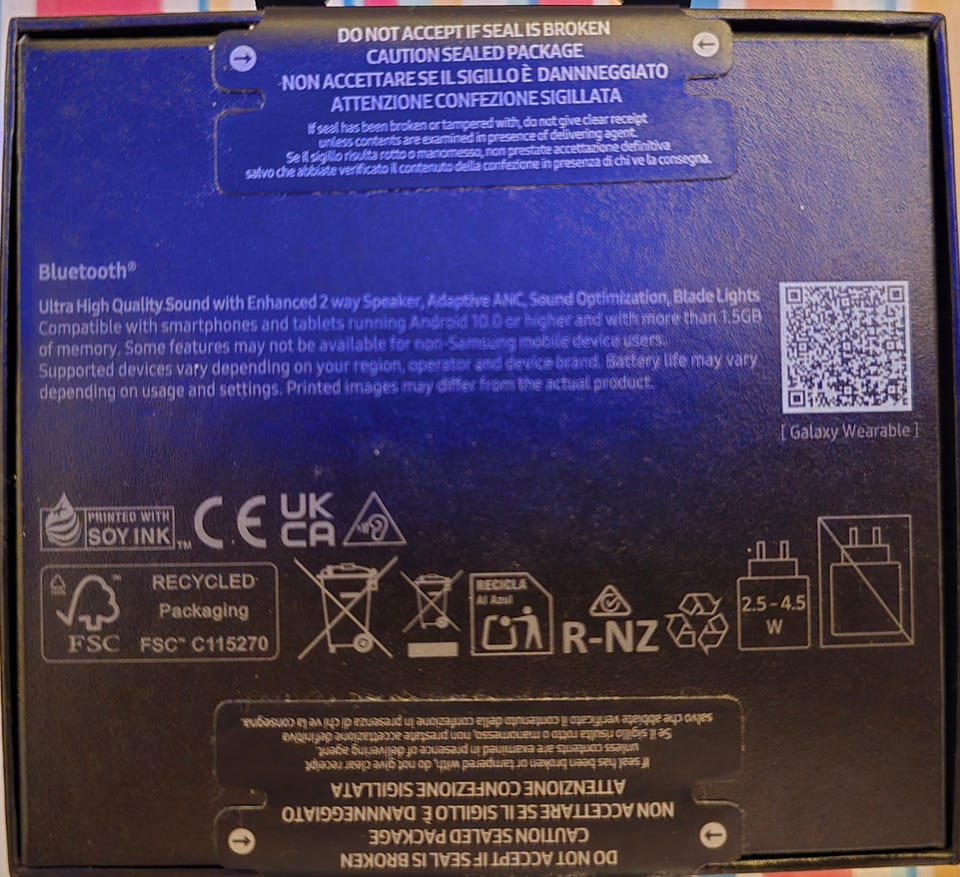 DO NOT ACCEPT IF SEAL IS BROKEN
CAUTION SEALED PACKAGE
NON ACCETTARE SE IL SIGILLO È DANNNEGGIATO
ATTENZIONE CONFEZIONE SIGILLATA
If seal has been broken or tampered with, do not give clear receipt
unless contents are examined in presence of delivering agent.
Se il sigillo risulta rotto o manomesso, non prestate accettazione definitiva
salvo che abbiate verificato il contenuto della confezione in presenza di chi ve la consegna.
Bluetooth®
Ultra High Quality Sound with Enhanced 2 way Speaker, Adaptive ANC, Sound Optimization, Blade Lights
Compatible with smartphones and tablets running Android 10.0 or higher and with more than 1.5GB
of memory. Some features may not be available for non-Samsung mobile device users.
Supported devices vary depending on your region, operator and device brand. Battery life may vary
depending on usage and settings. Printed images may differ from the actual product.
[ Galaxy Wearable ]
PRINTED WITH
SOY INK™
CE
UK
CA
RECYCLED
Packaging
FSC™ C115270
FSC
RECICLA
Al Azul
R-NZ
2.5 - 4.5
W
salvo che abbiate verificato il contenuto della confezione in presenza di chi ve la consegna.
Se il sigillo risulta rotto o manomesso, non prestate accettazione definitiva
unless contents are examined in presence of delivering agent.
If seal has been broken or tampered with, do not give clear receipt
ATTENZIONE CONFEZIONE SIGILLATA
NON ACCETTARE SE IL SIGILLO È DANNNEGGIATO
CAUTION SEALED PACKAGE
DO NOT ACCEPT IF SEAL IS BROKEN